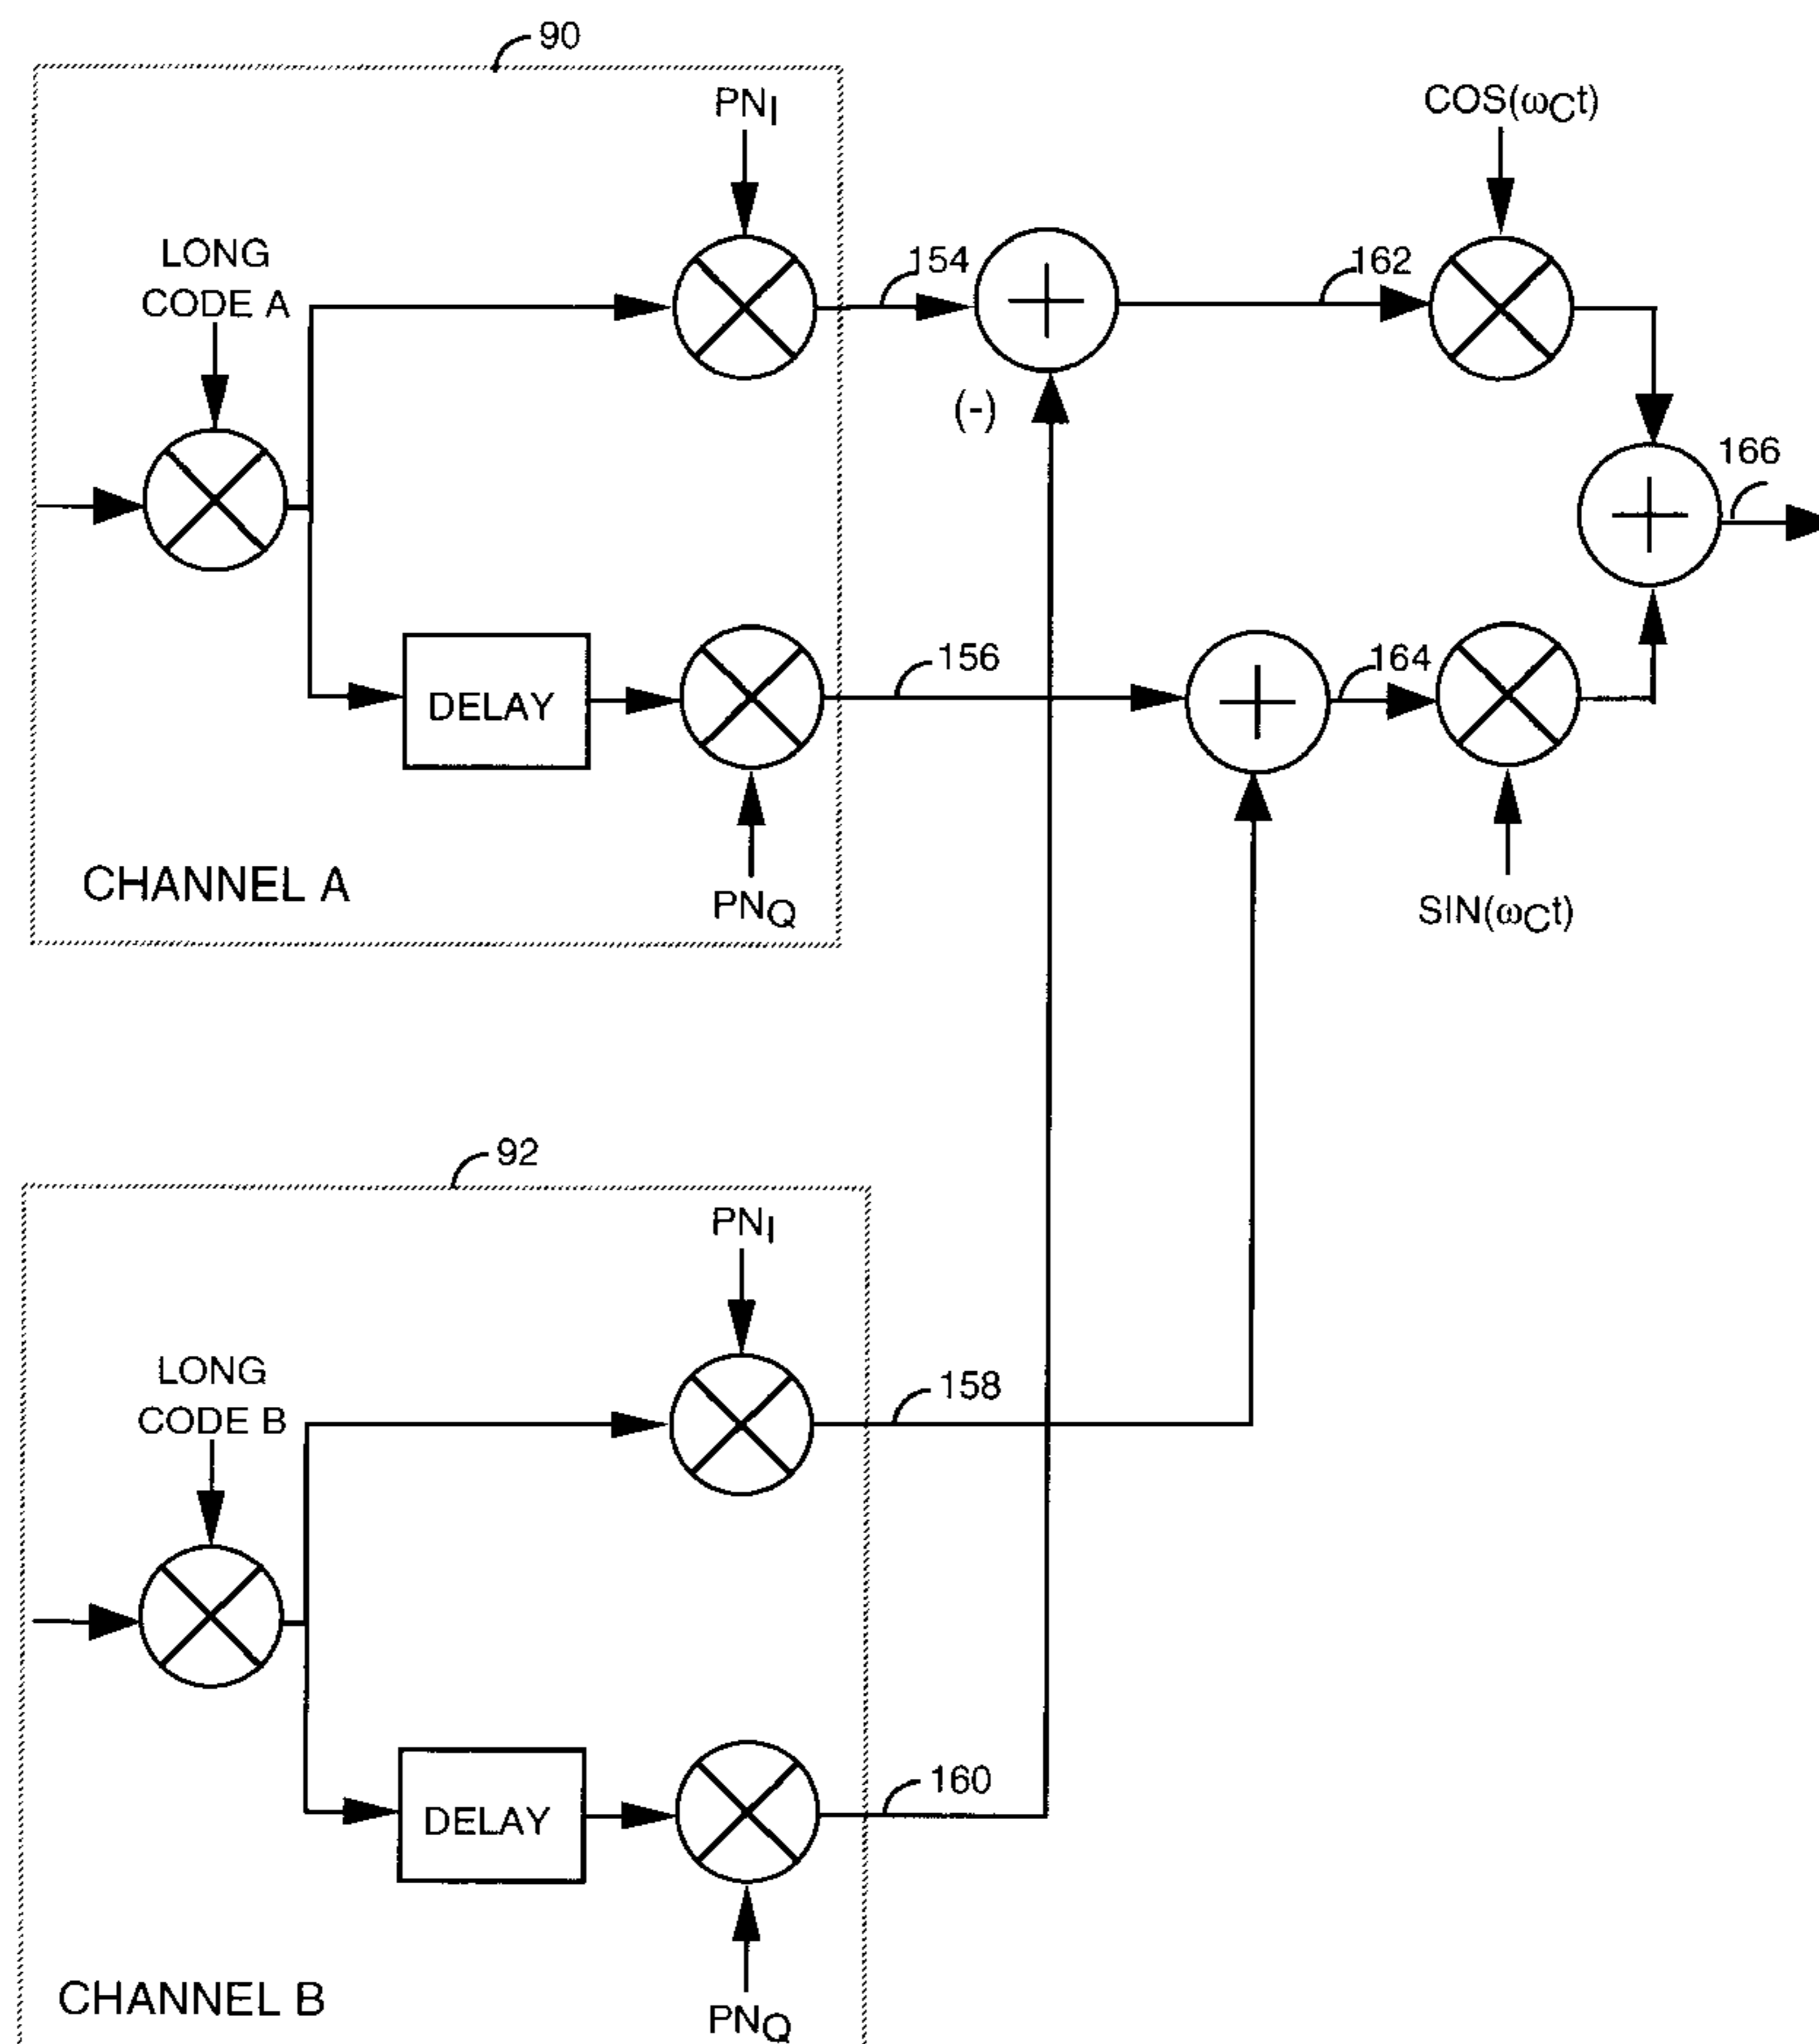 90
PNI
COS(ωCt)
LONG
CODE A
154
162
(-)
166
DELAY
156
164
CHANNEL A
PNQ
SIN(ωCt)
92
PNI
LONG
CODE B
158
DELAY
160
CHANNEL B
PNQ